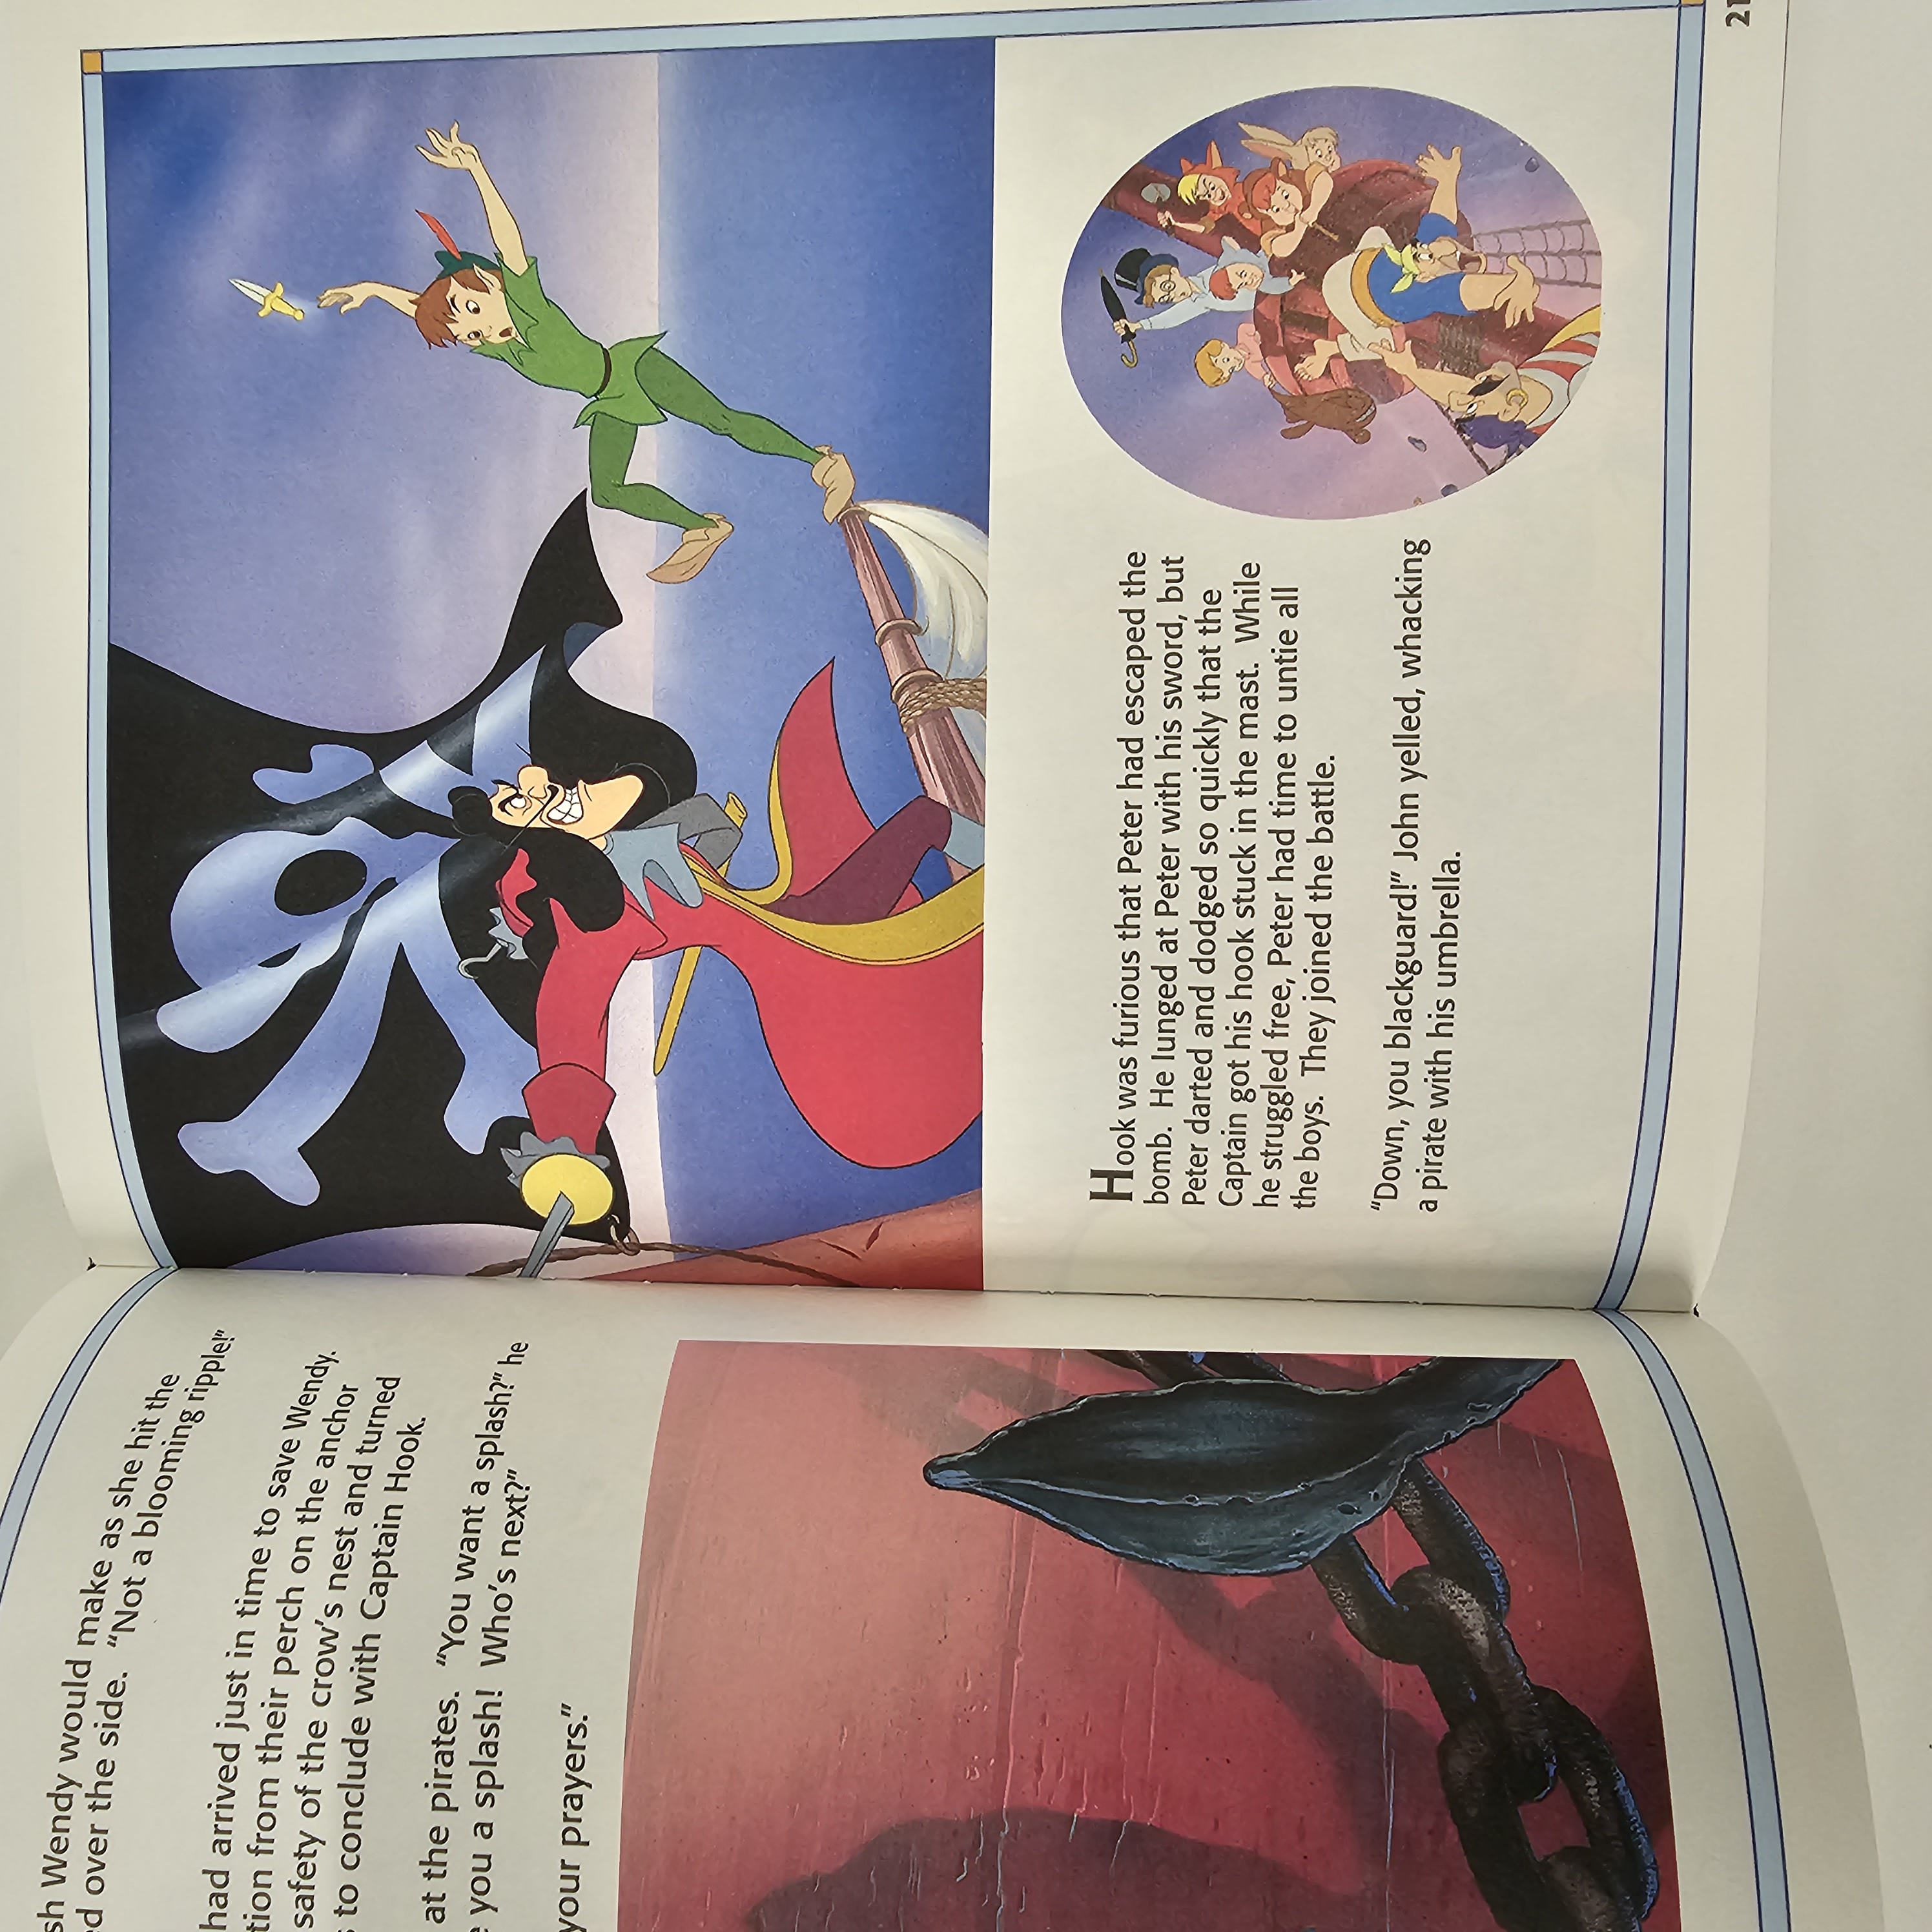 Wendy would make as she hit the
over the side. “Not a blooming ripple!”
had arrived just in time to save Wendy.
from their perch on the anchor
safety of the crow’s nest and turned
to conclude with Captain Hook.
at the pirates. “You want a splash?” he
you a splash! Who’s next?”
your prayers.”
Hook was furious that Peter had escaped the
bomb. He lunged at Peter with his sword, but
Peter darted and dodged so quickly that the
Captain got his hook stuck in the mast. While
he struggled free, Peter had time to untie all
the boys. They joined the battle.
“Down, you blackguard!” John yelled, whacking
a pirate with his umbrella.
21